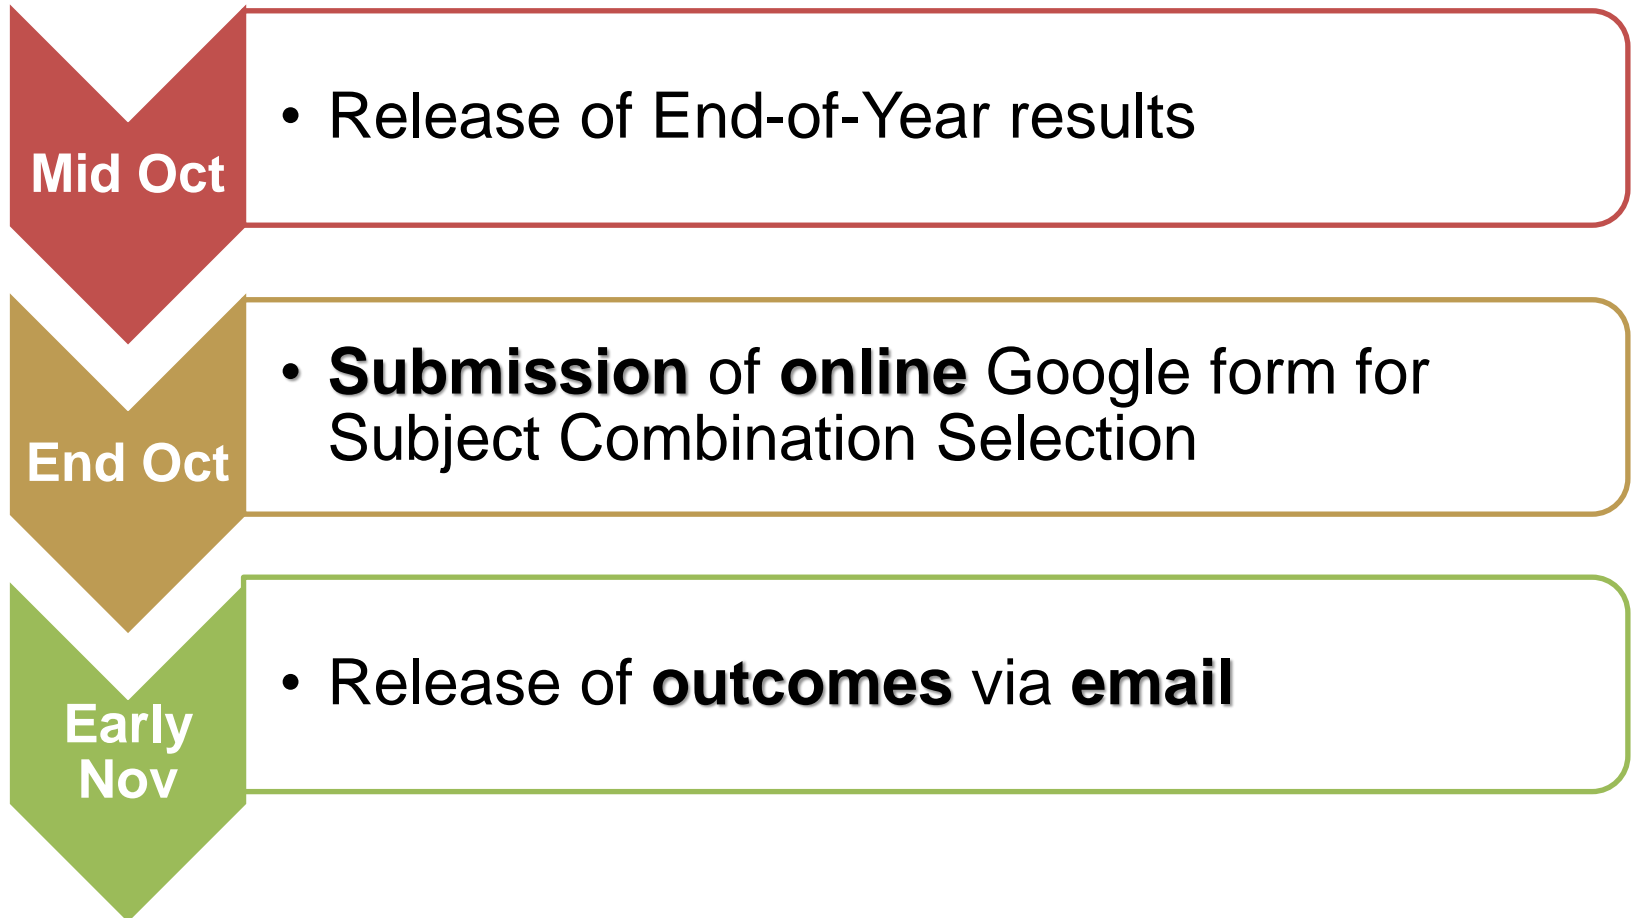 Mid Oct
• Release of End-of-Year results
End Oct
• Submission of online Google form for
Subject Combination Selection
Early
Nov
• Release of outcomes via email